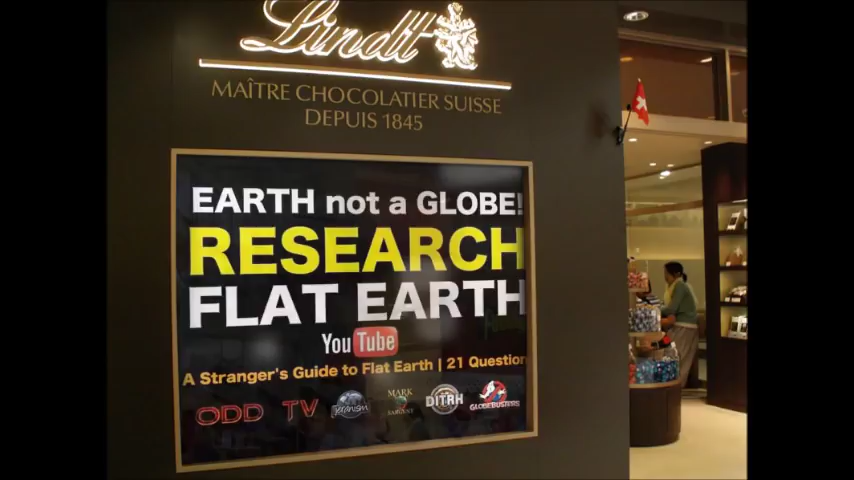 Lindt
MAÎTRE CHOCOLATIER SUISSE
DEPUIS 1845
EARTH not a GLOBE!
RESEARCH
FLAT EARTH
YouTube
A Stranger's Guide to Flat Earth | 21 Question
ODD TV jeranism MARK SARGENT DITRH GLOBEBUSTERS